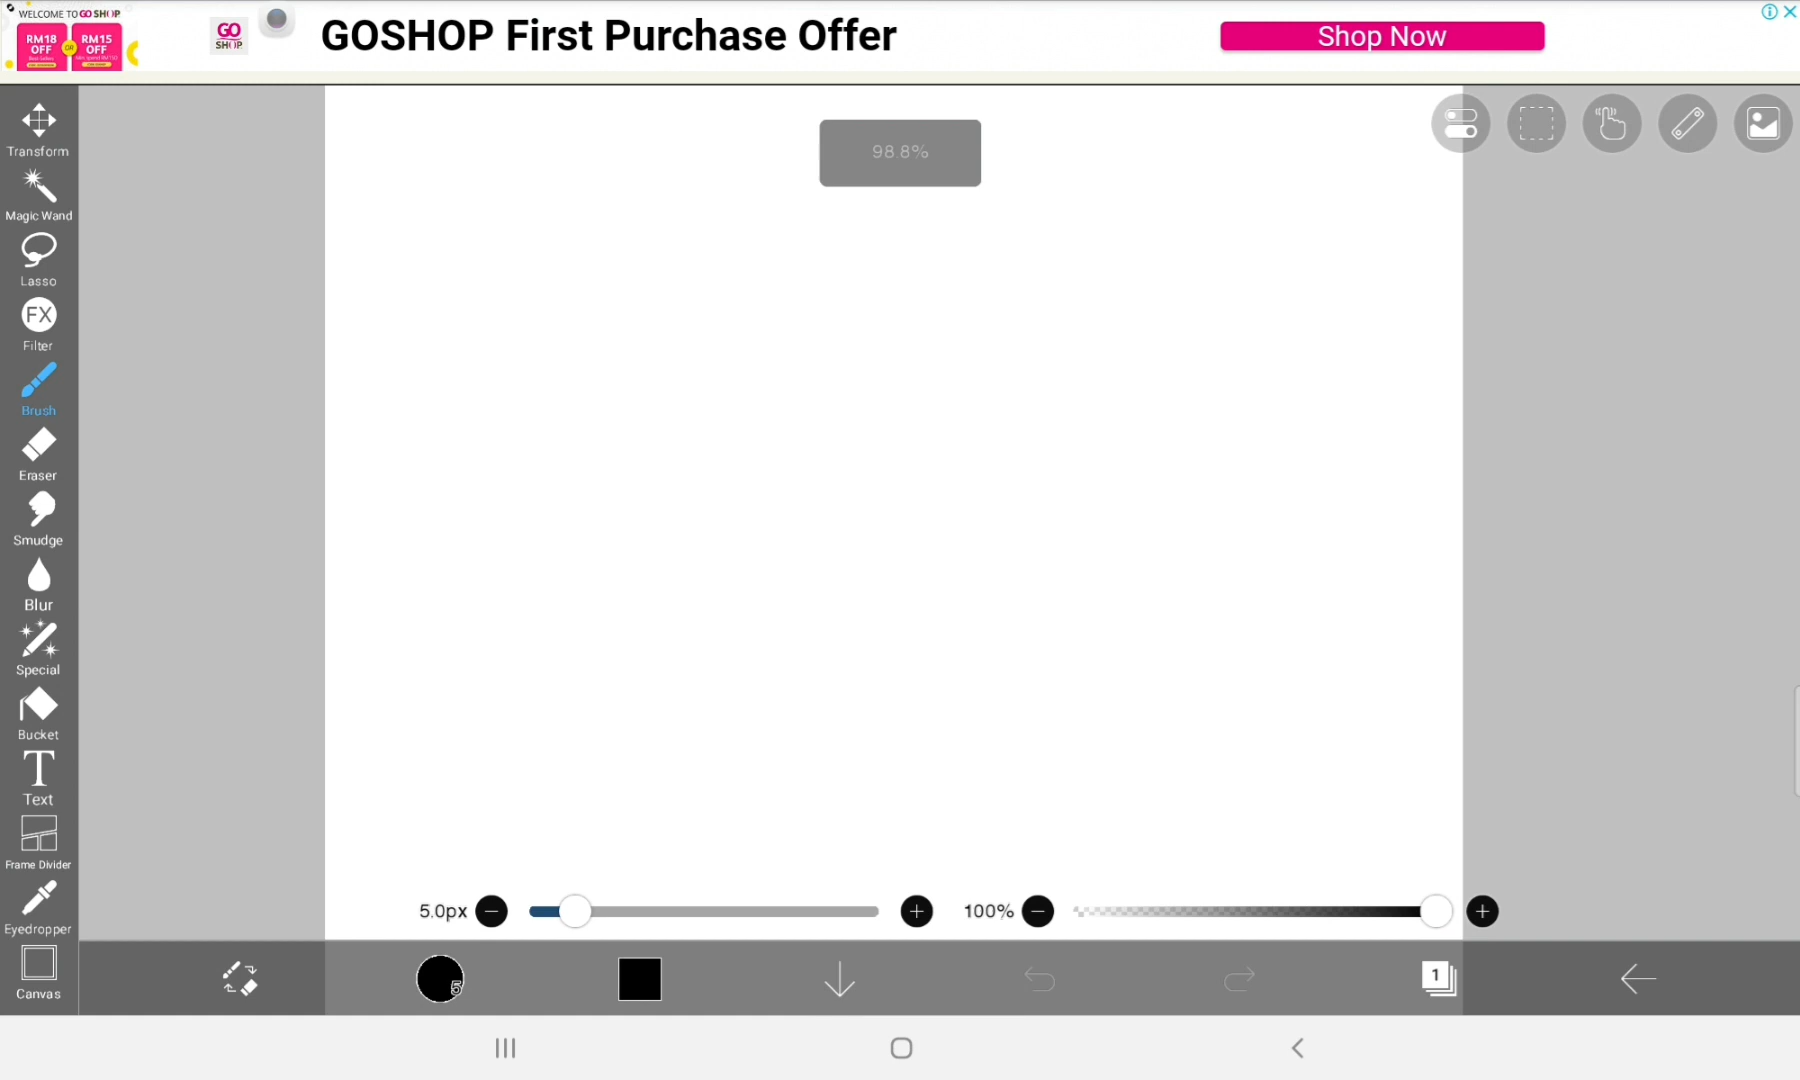 WELCOME TO GO SHOP
RM18
OFF
OR
RM15
OFF
GO
SHOP
GOSHOP First Purchase Offer
Shop Now
98.8%
Transform
Magic Wand
Lasso
FX
Filter
Brush
Eraser
Smudge
Blur
Special
Bucket
T
Text
Frame Divider
Eyedropper
Canvas
5.0px
100%
5
1